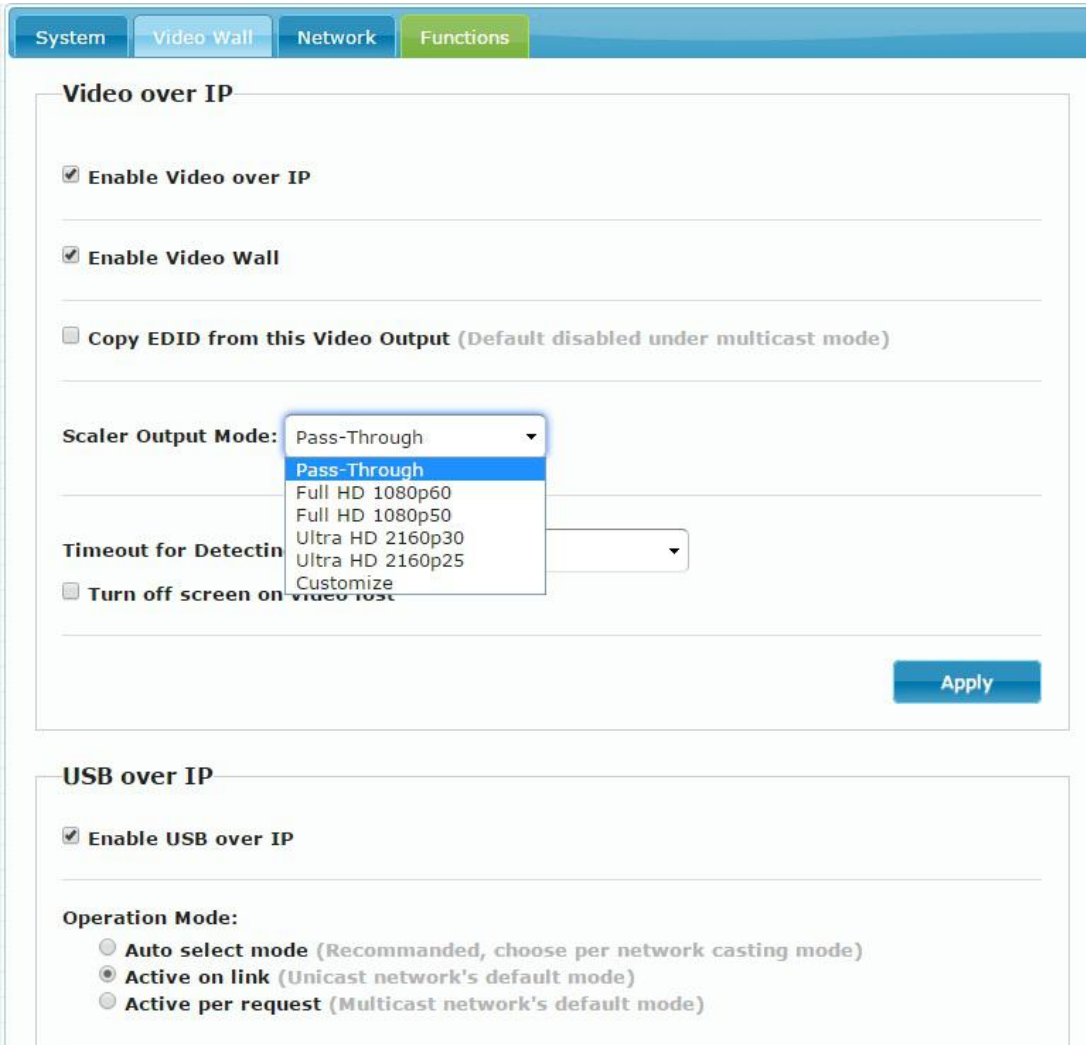 System Video Wall Network Functions
Video over IP
Enable Video over IP
Enable Video Wall
Copy EDID from this Video Output (Default disabled under multicast mode)
Scaler Output Mode: Pass-Through
Pass-Through
Full HD 1080p60
Full HD 1080p50
Ultra HD 2160p30
Ultra HD 2160p25
Customize
Timeout for Detectin
Turn off screen on video lost
Apply
USB over IP
Enable USB over IP
Operation Mode:
Auto select mode (Recommanded, choose per network casting mode)
Active on link (Unicast network's default mode)
Active per request (Multicast network's default mode)